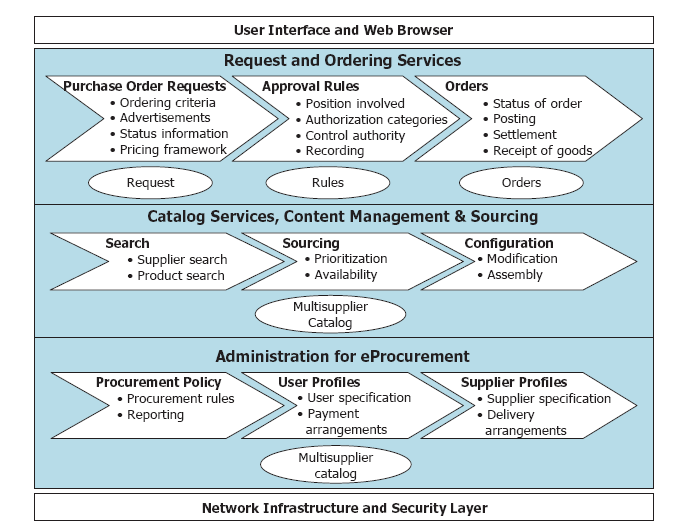 User Interface and Web Browser
Request and Ordering Services
Purchase Order Requests
• Ordering criteria
• Advertisements
• Status information
• Pricing framework
Approval Rules
• Position involved
• Authorization categories
• Control authority
• Recording
Orders
• Status of order
• Posting
• Settlement
• Receipt of goods
Request
Rules
Orders
Catalog Services, Content Management & Sourcing
Search
• Supplier search
• Product search
Sourcing
• Prioritization
• Availability
Configuration
• Modification
• Assembly
Multisupplier
Catalog
Administration for eProcurement
Procurement Policy
• Procurement rules
• Reporting
User Profiles
• User specification
• Payment
arrangements
Supplier Profiles
• Supplier specification
• Delivery
arrangements
Multisupplier
catalog
Network Infrastructure and Security Layer